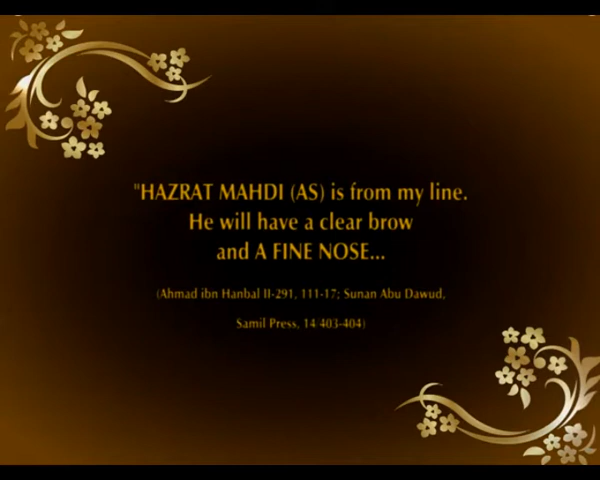 "HAZRAT MAHDI (AS) is from my line.
He will have a clear brow
and A FINE NOSE...
(Ahmad ibn Hanbal II-291, 111-17; Sunan Abu Dawud,
Samil Press, 14/403-404)